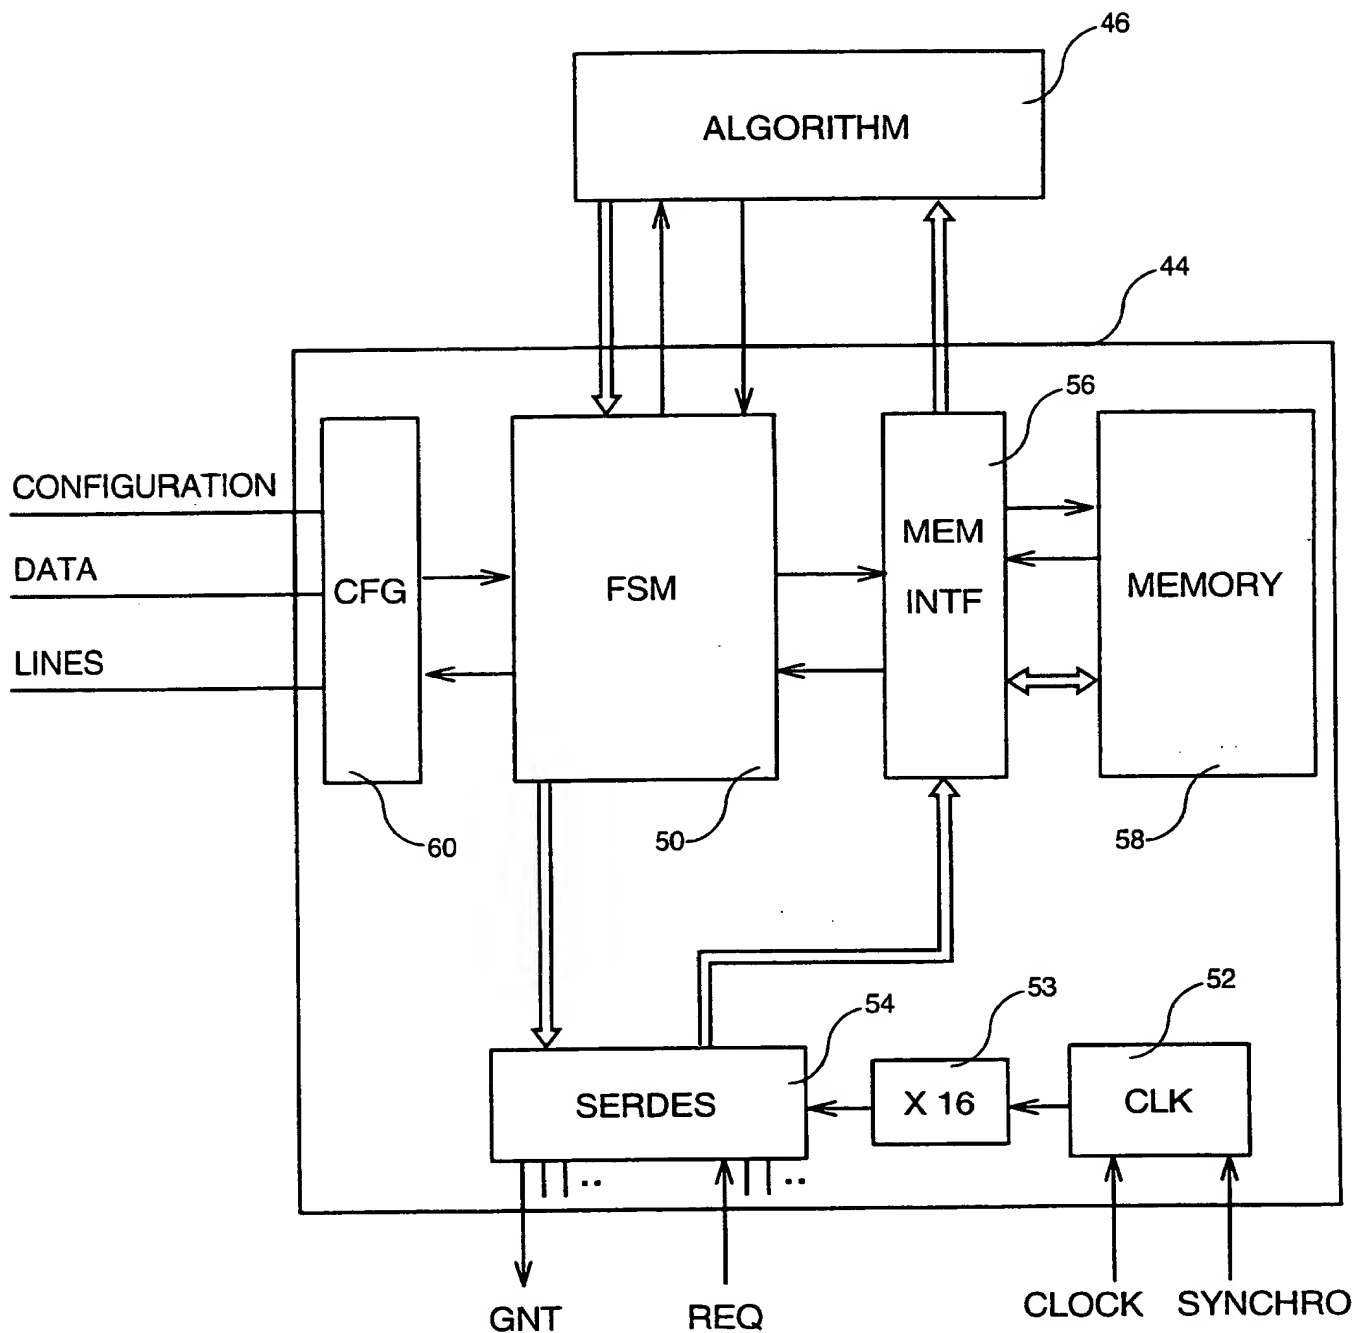 46
ALGORITHM
44
56
CONFIGURATION
DATA
LINES
CFG
FSM
MEM
INTF
MEMORY
60
50
58
54
53
52
SERDES
X 16
CLK
GNT
REQ
CLOCK
SYNCHRO